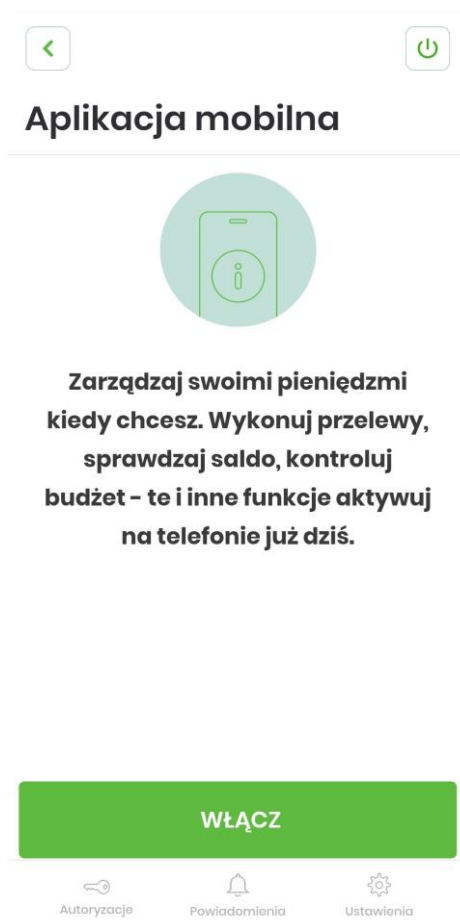 Aplikacja mobilna
Zarządzaj swoimi pieniędzmi
kiedy chcesz. Wykonuj przelewy,
sprawdzaj saldo, kontroluj
budżet - te i inne funkcje aktywuj
na telefonie już dziś.
WŁĄCZ
Autoryzacje
Powiadomienia
Ustawienia